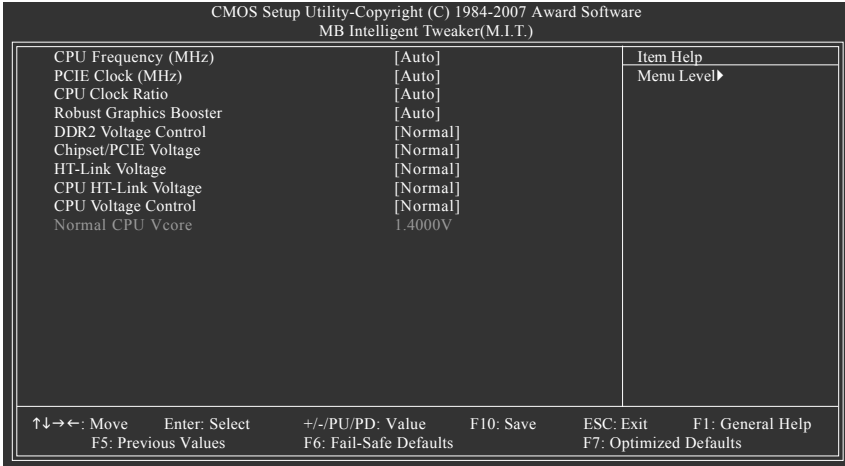 CMOS Setup Utility-Copyright (C) 1984-2007 Award Software
MB Intelligent Tweaker(M.I.T.)
CPU Frequency (MHz) [Auto]
PCIE Clock (MHz) [Auto]
CPU Clock Ratio [Auto]
Robust Graphics Booster [Auto]
DDR2 Voltage Control [Normal]
Chipset/PCIE Voltage [Normal]
HT-Link Voltage [Normal]
CPU HT-Link Voltage [Normal]
CPU Voltage Control [Normal]
Normal CPU Vcore 1.4000V
Item Help
Menu Level▶
↑↓→←: Move Enter: Select +/-/PU/PD: Value F10: Save ESC: Exit F1: General Help
F5: Previous Values F6: Fail-Safe Defaults F7: Optimized Defaults